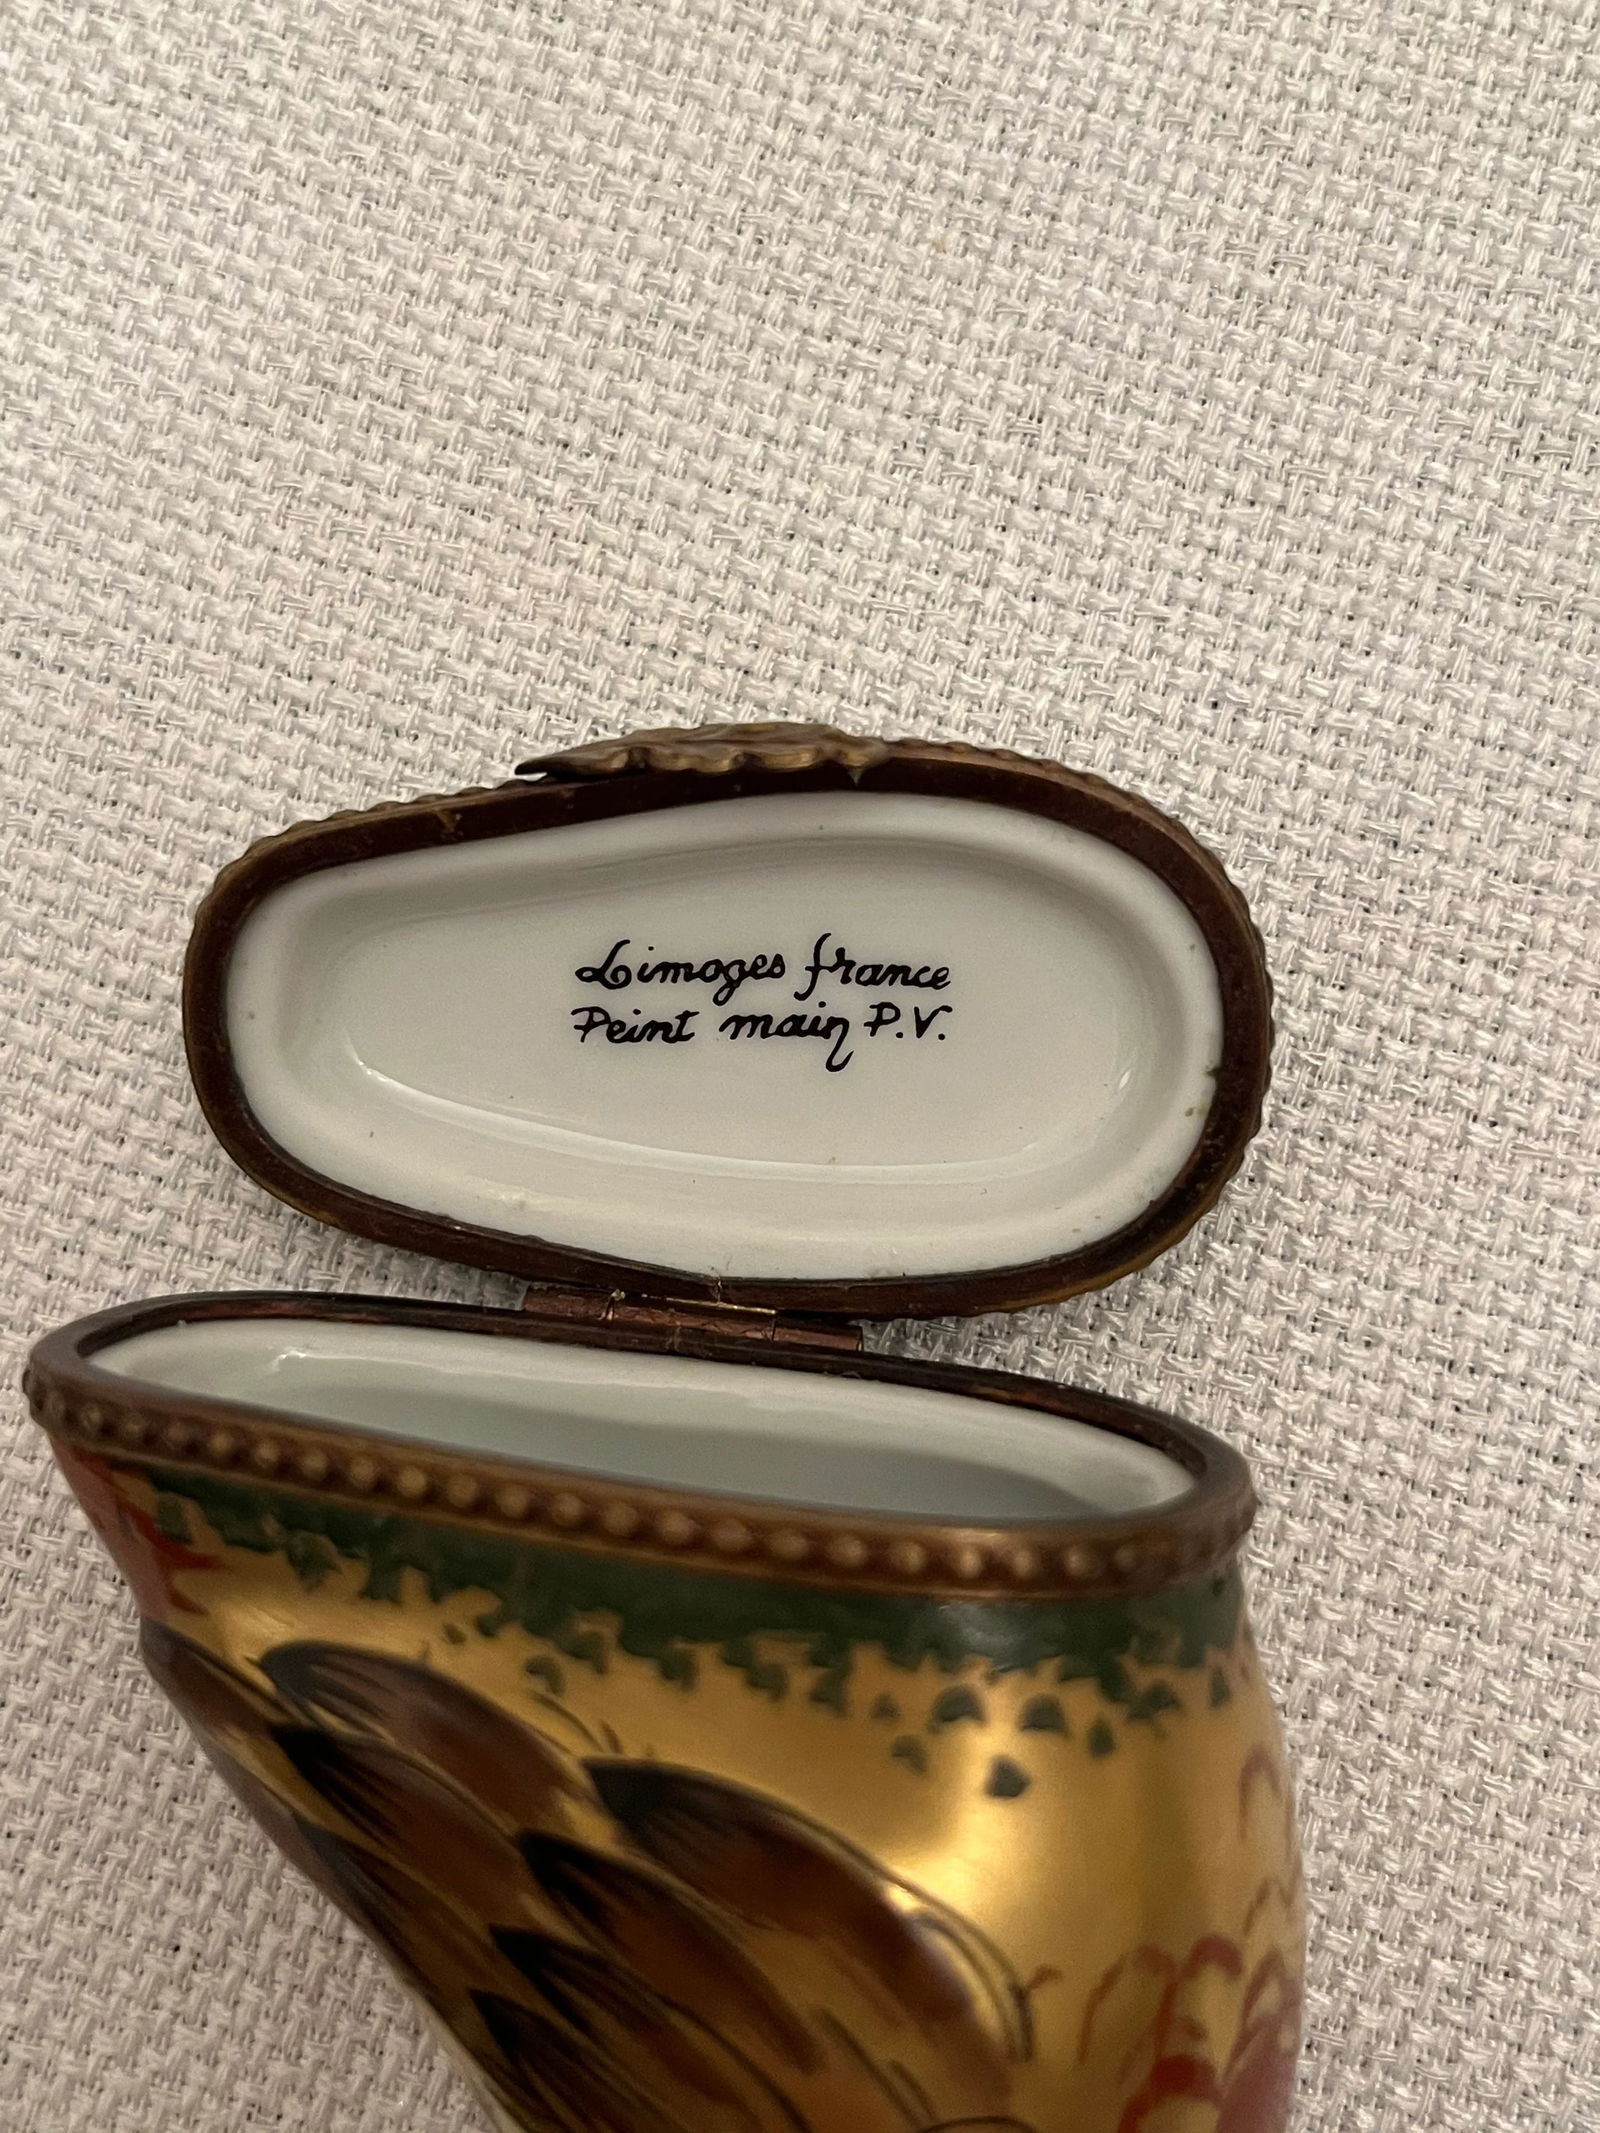 Limoges france
Peint main P.V.